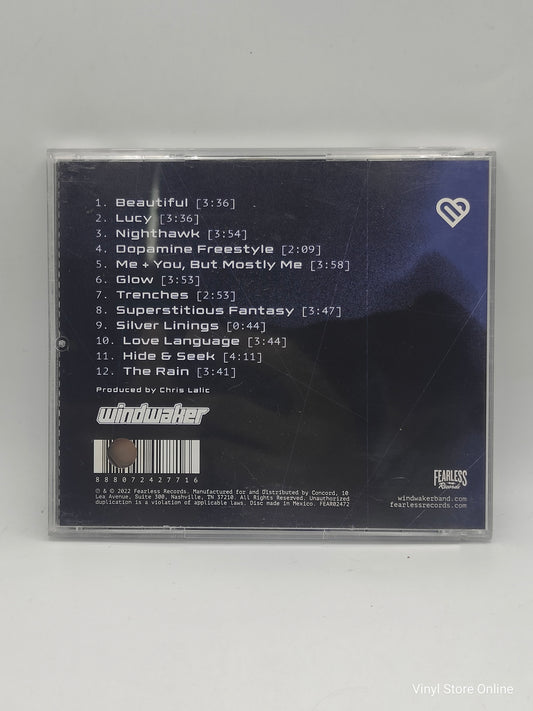 1. Beautiful [3:36]
2. Lucy [3:36]
3. Nighthawk [3:54]
4. Dopamine Freestyle [2:09]
5. Me + You, But Mostly Me [3:58]
6. Glow [3:53]
7. Trenches [2:53]
8. Superstitious Fantasy [3:47]
9. Silver Linings [0:44]
10. Love Language [3:44]
11. Hide & Seek [4:11]
12. The Rain [3:41]
Produced by Chris Lalic
windwaker
8 88072 42771 6
℗ & © 2022 Fearless Records. Manufactured for and Distributed by Concord, 10
Lea Avenue, Suite 300, Nashville, TN 37210. All Rights Reserved. Unauthorized
duplication is a violation of applicable laws. Disc made in Mexico. FEAR02472
FEARLESS
Records
windwakerband.com
fearlessrecords.com
Vinyl Store Online